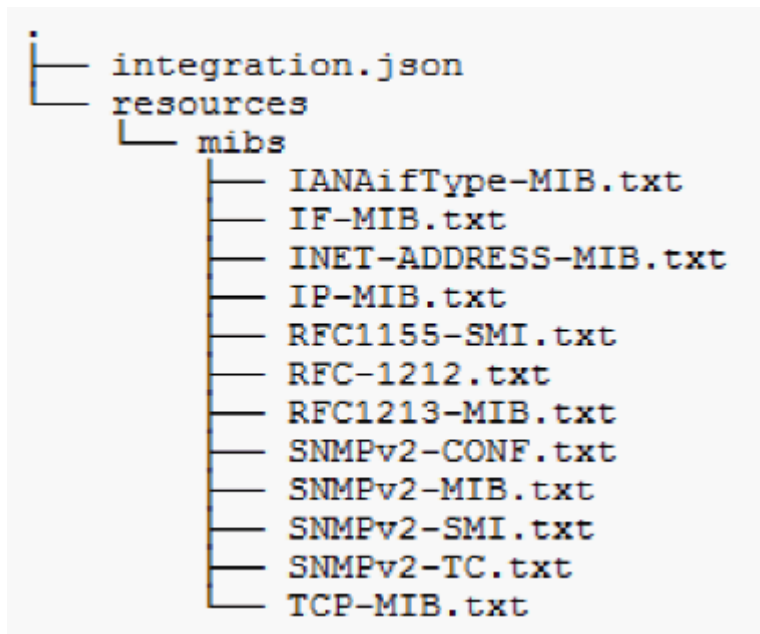 .
├── integration.json
└── resources
    └── mibs
        ├── IANAifType-MIB.txt
        ├── IF-MIB.txt
        ├── INET-ADDRESS-MIB.txt
        ├── IP-MIB.txt
        ├── RFC1155-SMI.txt
        ├── RFC-1212.txt
        ├── RFC1213-MIB.txt
        ├── SNMPv2-CONF.txt
        ├── SNMPv2-MIB.txt
        ├── SNMPv2-SMI.txt
        ├── SNMPv2-TC.txt
        └── TCP-MIB.txt